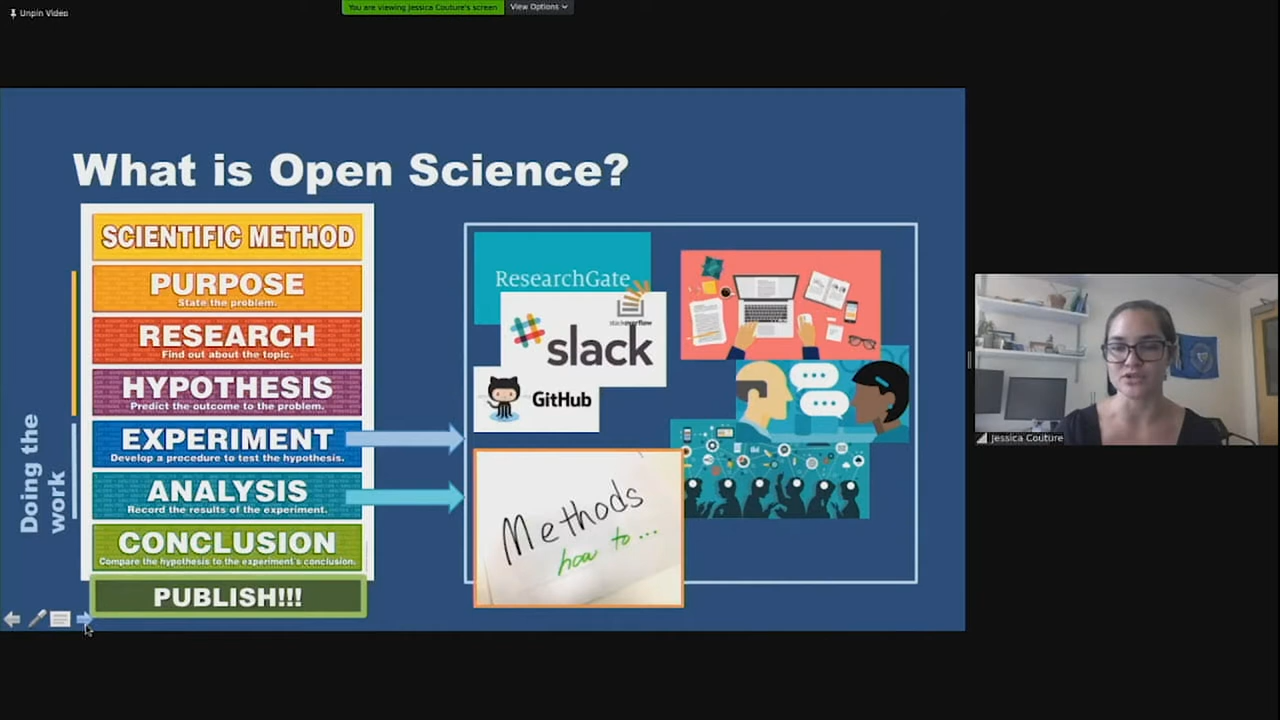 Unpin Video
You are viewing Jessica Couture's screen
View Options
What is Open Science?
SCIENTIFIC METHOD
PURPOSE
State the problem.
RESEARCH
Find out about the topic.
HYPOTHESIS
Predict the outcome to the problem.
EXPERIMENT
Develop a procedure to test the hypothesis.
ANALYSIS
Record the results of the experiment.
CONCLUSION
Compare the hypothesis to the experiment's conclusion.
PUBLISH!!!
Doing the
work
ResearchGate
stackoverflow
slack
GitHub
Methods
how to ...
Jessica Couture